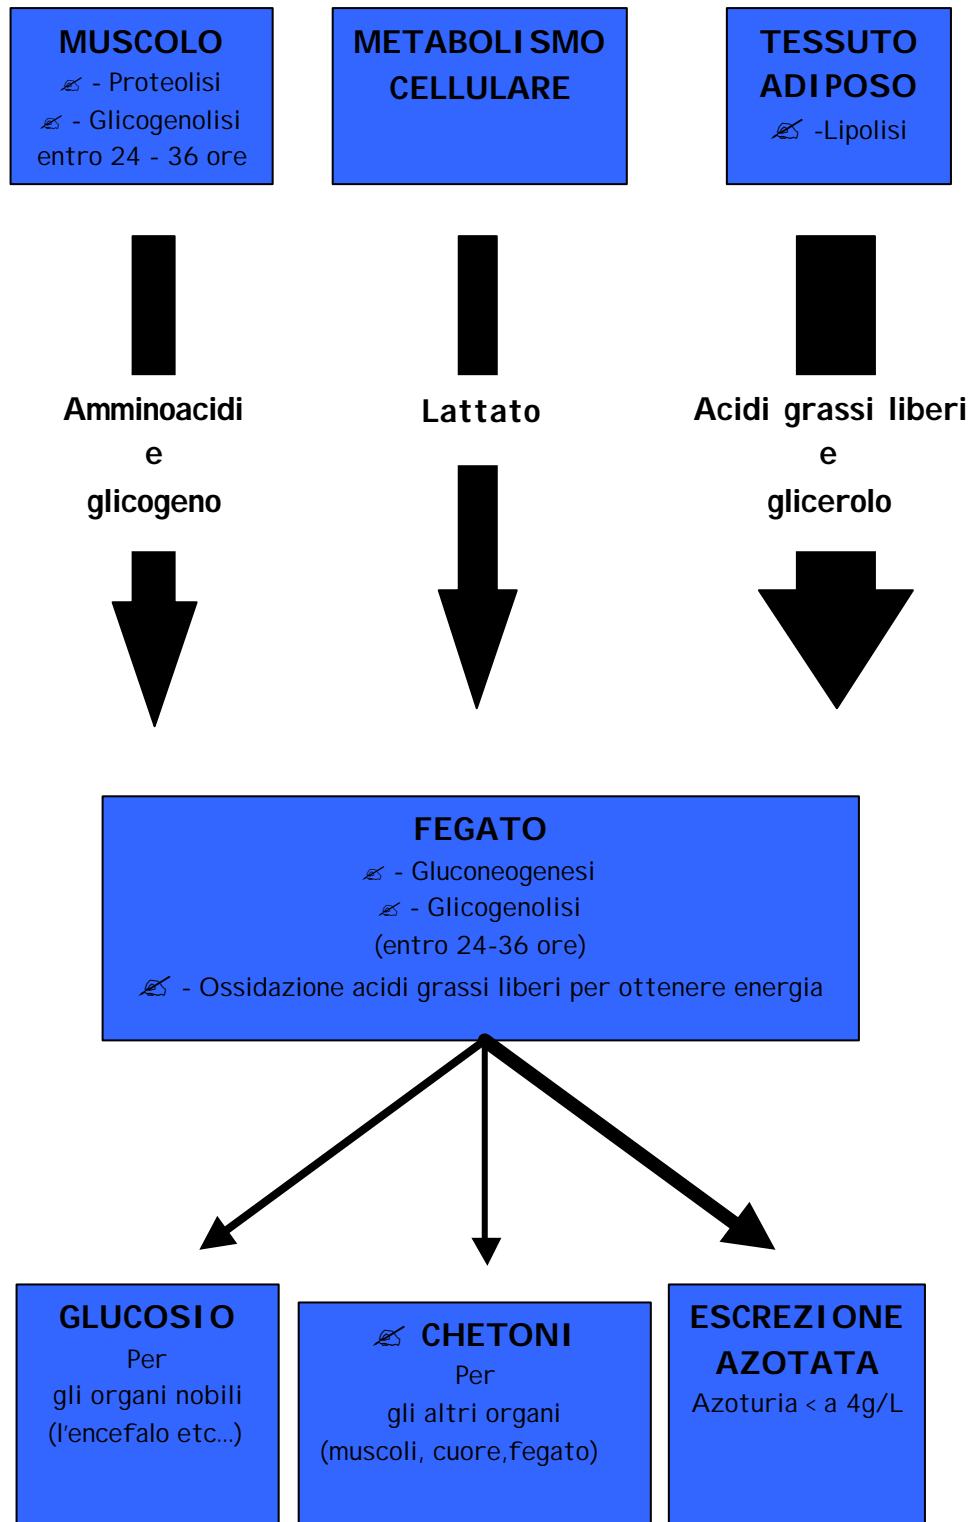 MUSCOLO
- Proteolisi
- Glicogenolisi
entro 24 - 36 ore
METABOLISMO
CELLULARE
TESSUTO
ADIPOSO
-Lipolisi
Amminoacidi
e
glicogeno
Lattato
Acidi grassi liberi
e
glicerolo
FEGATO
- Gluconeogenesi
- Glicogenolisi
(entro 24-36 ore)
- Ossidazione acidi grassi liberi per ottenere energia
GLUCOSIO
Per
gli organi nobili
(l'encefalo etc...)
CHETONI
Per
gli altri organi
(muscoli, cuore,fegato)
ESCREZIONE
AZOTATA
Azoturia < a 4g/L